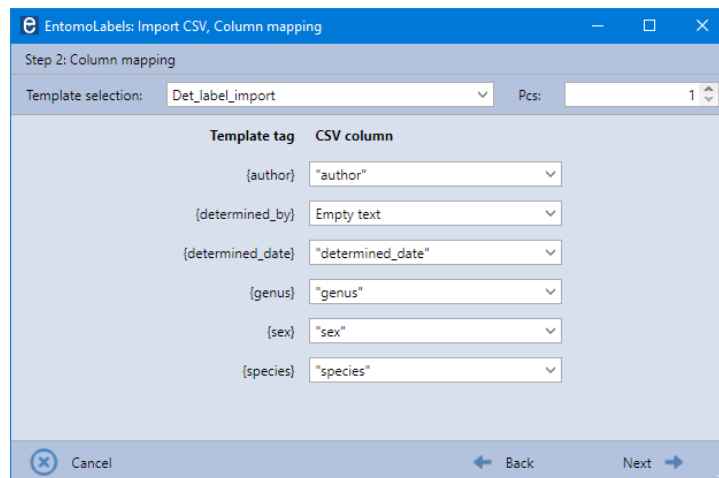 e EntomoLabels: Import CSV, Column mapping
Step 2: Column mapping
Template selection: Det_label_import Pcs: 1
Template tag CSV column
{author} "author"
{determined_by} Empty text
{determined_date} "determined_date"
{genus} "genus"
{sex} "sex"
{species} "species"
Cancel Back Next